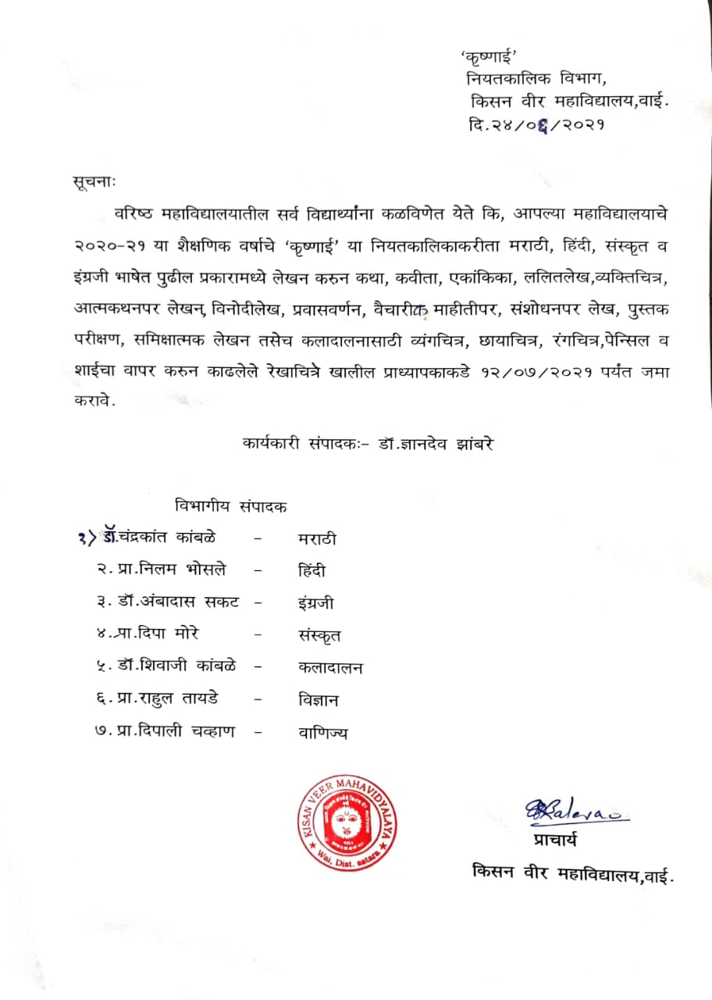 ‘कृष्णाई’
नियतकालिक विभाग,
किसन वीर महाविद्यालय,वाई.
दि.२४/०६/२०२१
सूचनाः
वरिष्ठ महाविद्यालयातील सर्व विद्यार्थ्यांना कळविणेत येते कि, आपल्या महाविद्यालयाचे
२०२०-२१ या शैक्षणिक वर्षाचे ‘कृष्णाई’ या नियतकालिकाकरीता मराठी, हिंदी, संस्कृत व
इंग्रजी भाषेत पुढील प्रकारामध्ये लेखन करुन कथा, कवीता, एकांकिका, ललितलेख,व्यक्तिचित्र,
आत्मकथनपर लेखन, विनोदीलेख, प्रवासवर्णन, वैचारीक, माहीतीपर, संशोधनपर लेख, पुस्तक
परीक्षण, समिक्षात्मक लेखन तसेच कलादालनासाठी व्यंगचित्र, छायाचित्र, रंगचित्र,पेन्सिल व
शाईचा वापर करुन काढलेले रेखाचित्रे खालील प्राध्यापकाकडे १२/०७/२०२१ पर्यंत जमा
करावे.
कार्यकारी संपादकः- डॉ.ज्ञानदेव झांबरे
विभागीय संपादक
१) डॉ.चंद्रकांत कांबळे - मराठी
२. प्रा.निलम भोसले - हिंदी
३. डॉ.अंबादास सकट - इंग्रजी
४.प्रा.दिपा मोरे - संस्कृत
५. डॉ.शिवाजी कांबळे - कलादालन
६. प्रा.राहुल तायडे - विज्ञान
७. प्रा.दिपाली चव्हाण - वाणिज्य
KISAN VEER MAHAVIDYALAYA
★ Wai, Dist. satara ★
प्राचार्य
किसन वीर महाविद्यालय,वाई.